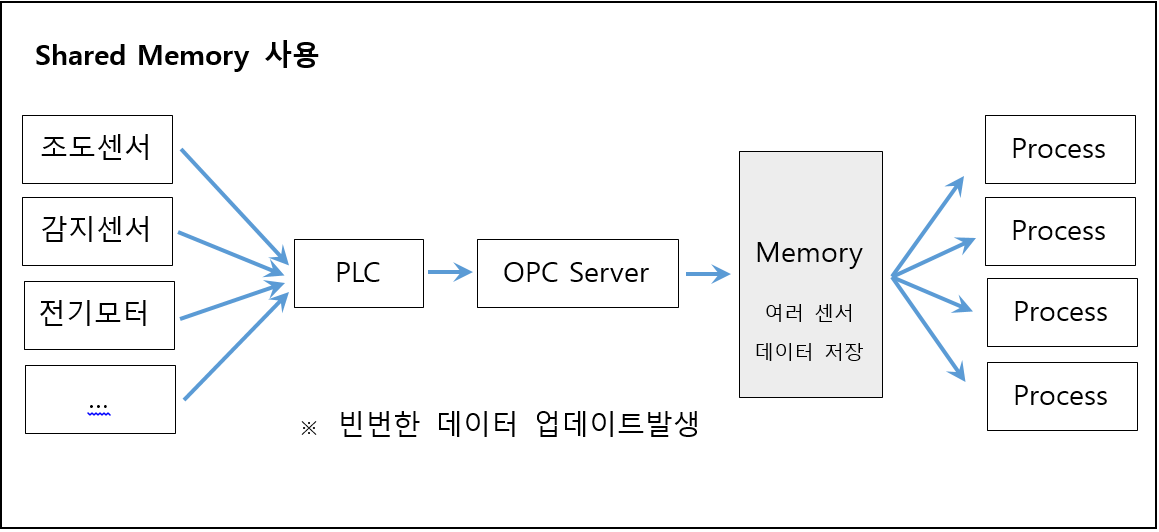 Shared Memory 사용
조도센서
감지센서
전기모터
...
PLC
OPC Server
Memory
여러 센서
데이터 저장
Process
Process
Process
Process
※ 빈번한 데이터 업데이트발생